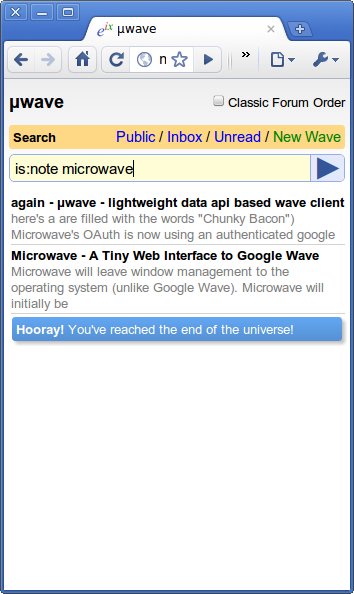 eix μwave
n
»
μwave
Classic Forum Order
Search Public / Inbox / Unread / New Wave
is:note microwave
again - μwave - lightweight data api based wave client
here's a are filled with the words "Chunky Bacon")
Microwave's OAuth is now using an authenticated google
Microwave - A Tiny Web Interface to Google Wave
Microwave will leave window management to the
operating system (unlike Google Wave). Microwave will
initially be
Hooray! You've reached the end of the universe!